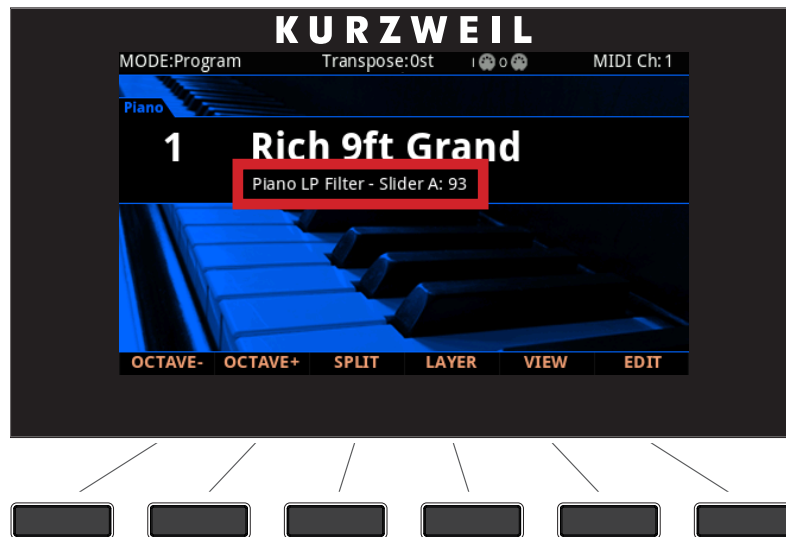 KURZWEIL
MODE:Program Transpose:0st I O MIDI Ch:1
Piano
1 Rich 9ft Grand
Piano LP Filter - Slider A: 93
OCTAVE- OCTAVE+ SPLIT LAYER VIEW EDIT